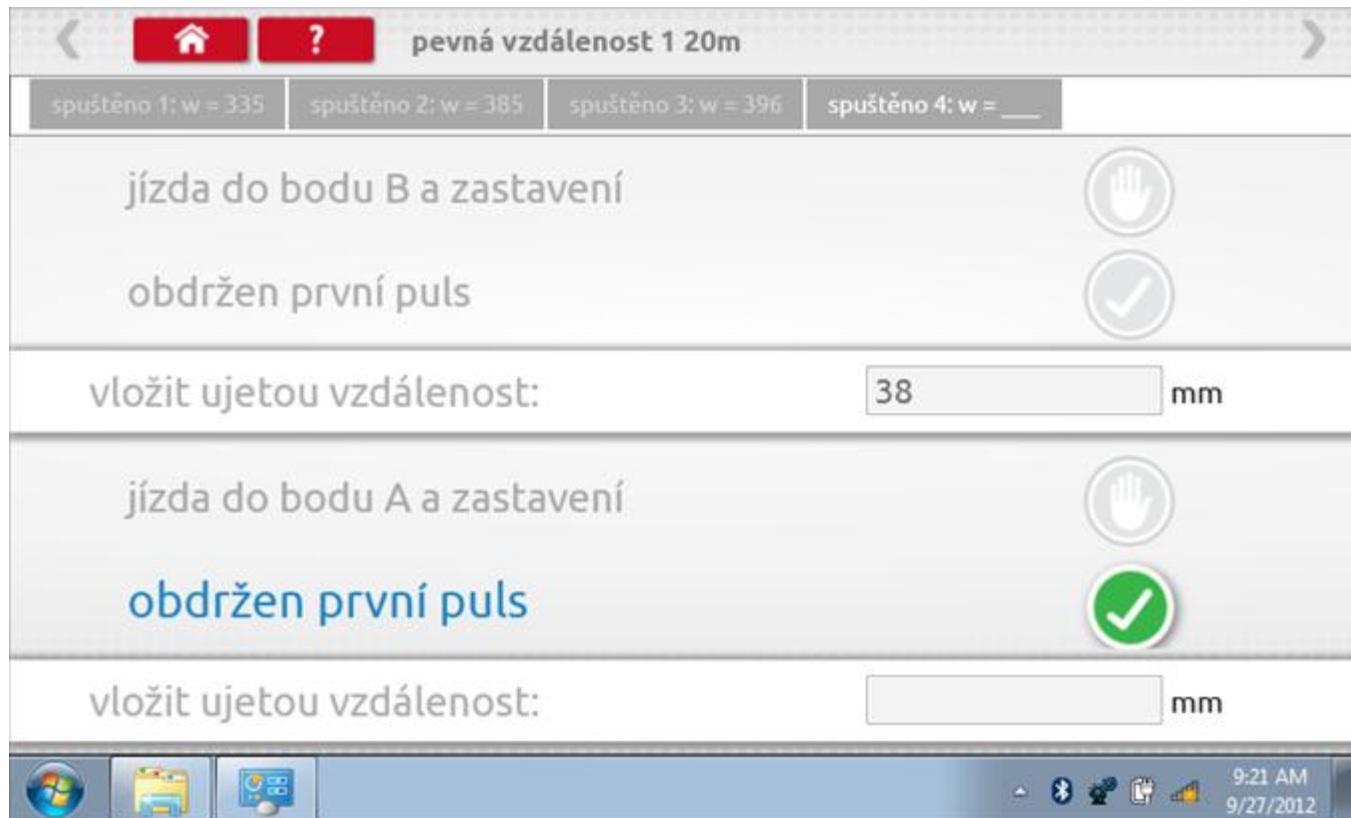 ? pevná vzdálenost 1 20m
spuštěno 1: w = 335 spuštěno 2: w = 385 spuštěno 3: w = 396 spuštěno 4: w = ___
jízda do bodu B a zastavení
obdržen první puls
vložit ujetou vzdálenost: 38 mm
jízda do bodu A a zastavení
obdržen první puls
vložit ujetou vzdálenost: mm
9:21 AM
9/27/2012